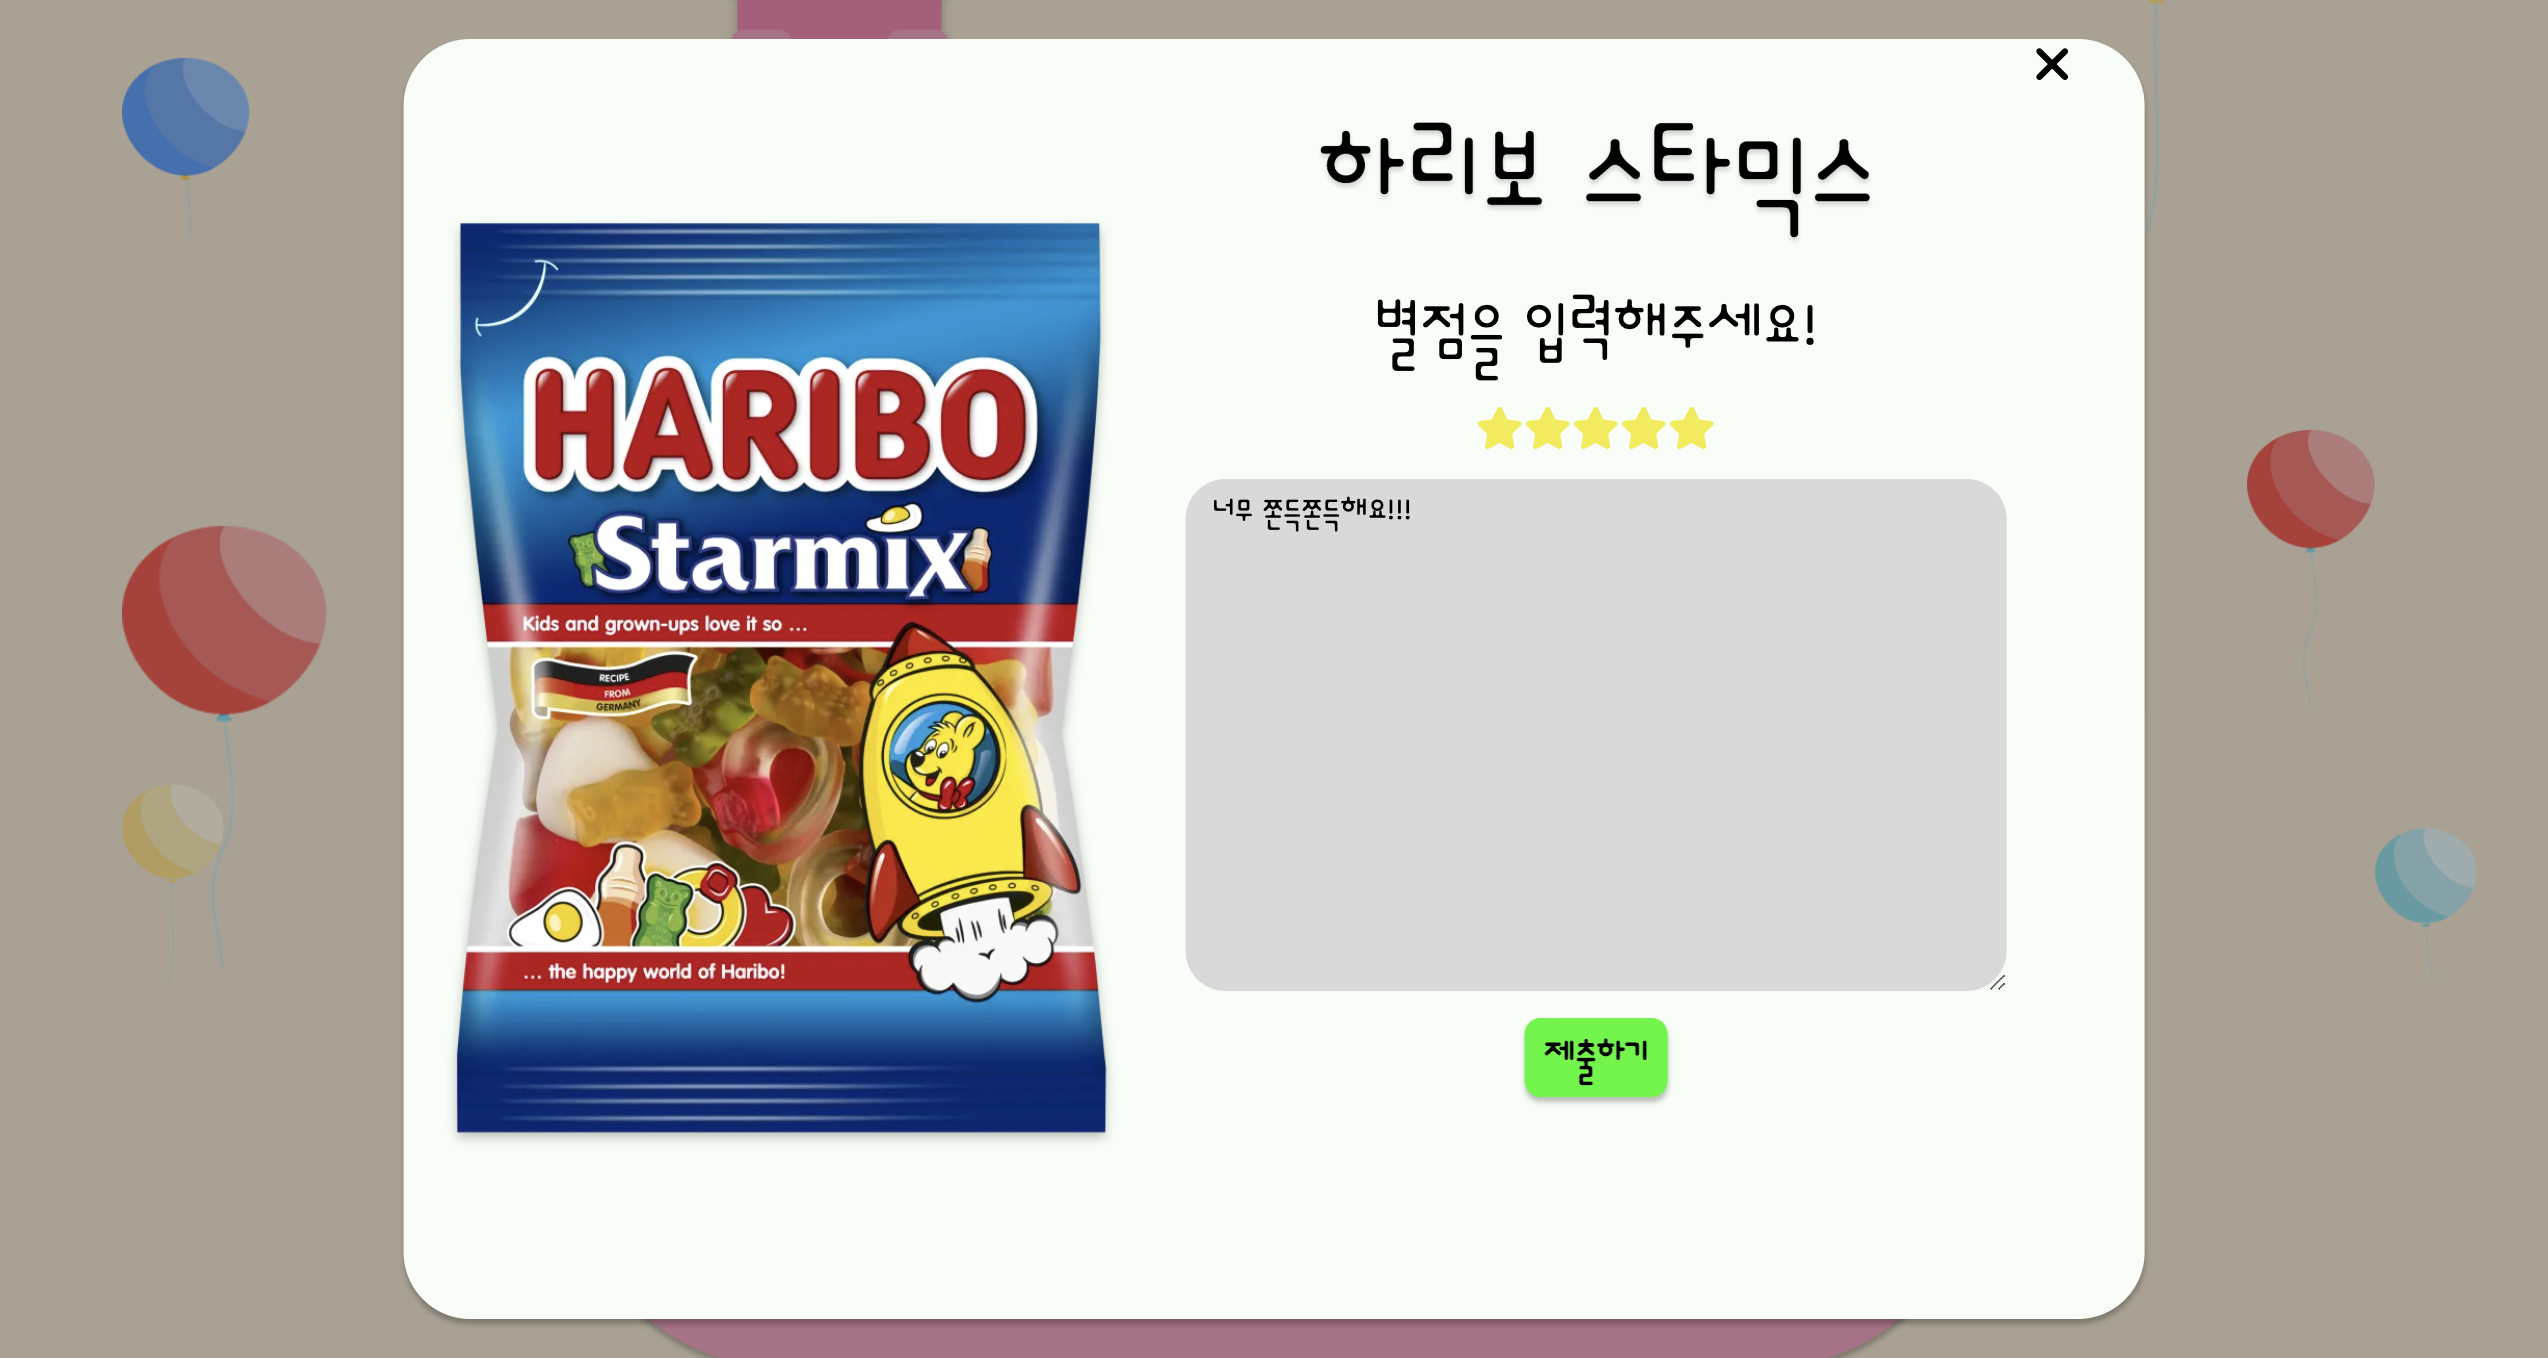 하리보 스타믹스
별점을 입력해주세요!
너무 쫀득쫀득해요!!!
제출하기
HARIBO
Starmix
Kids and grown-ups love it so ...
RECIPE
FROM
GERMANY
... the happy world of Haribo!